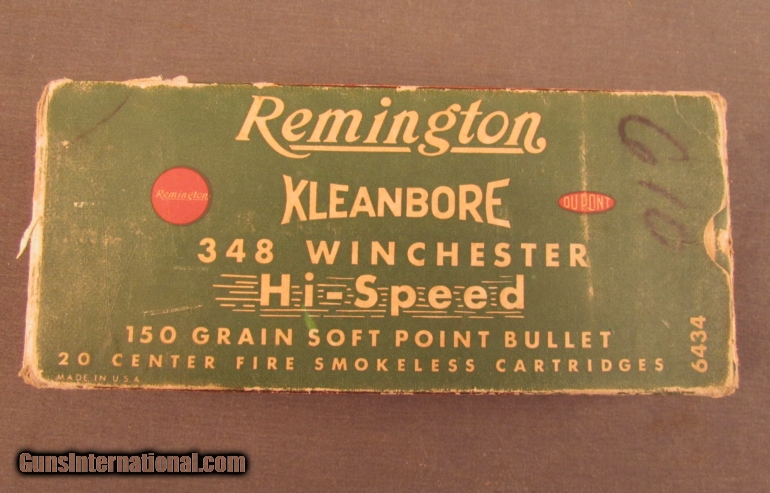 Remington
KLEANBORE
Remington
DU PONT
348 WINCHESTER
Hi-Speed
150 GRAIN SOFT POINT BULLET
20 CENTER FIRE SMOKELESS CARTRIDGES
MADE IN U.S.A.
6434
GunsInternational.com